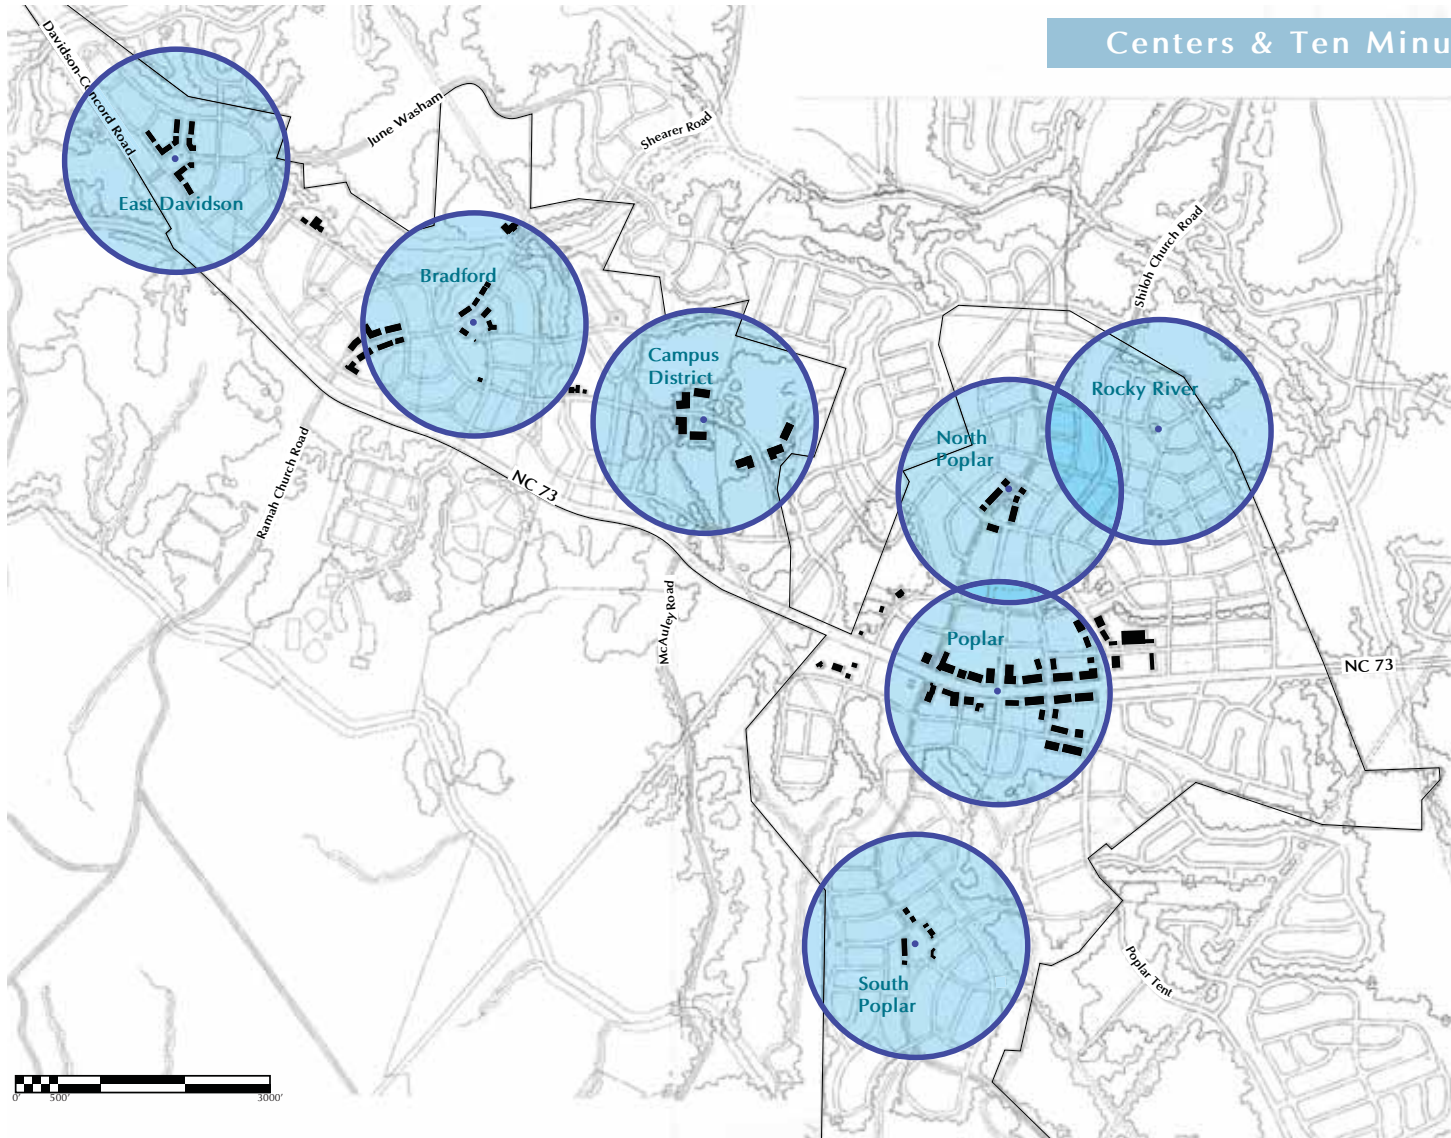 Centers & Ten Minu
Davidson-Concord Road
June Washam
Shearer Road
East Davidson
Shiloh Church Road
Bradford
Campus
District
Rocky River
North
Poplar
Ramah Church Road
NC 73
McAuley Road
Poplar
NC 73
Poplar Tent
South
Poplar
0' 500' 3000'